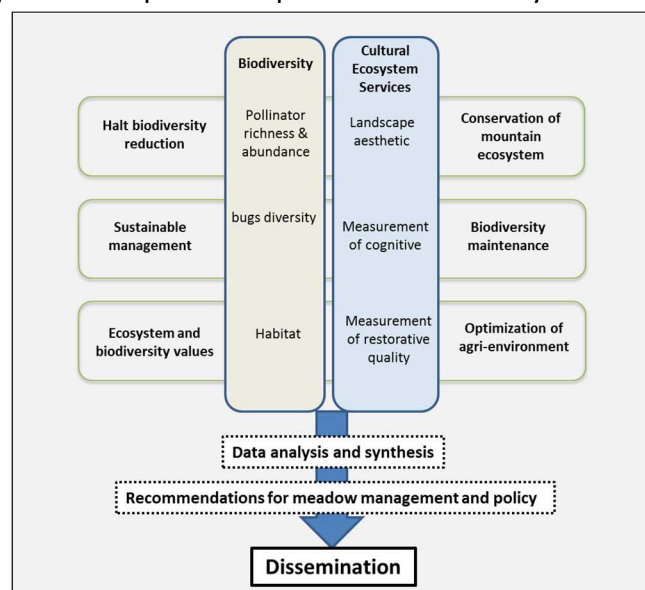 Biodiversity
Cultural
Ecosystem
Services
Halt biodiversity
reduction
Pollinator
richness &
abundance
Landscape
aesthetic
Conservation of
mountain
ecosystem
Sustainable
management
bugs diversity
Measurement
of cognitive
Biodiversity
maintenance
Ecosystem and
biodiversity values
Habitat
Measurement
of restorative
quality
Optimization of
agri-environment
Data analysis and synthesis
Recommendations for meadow management and policy
Dissemination